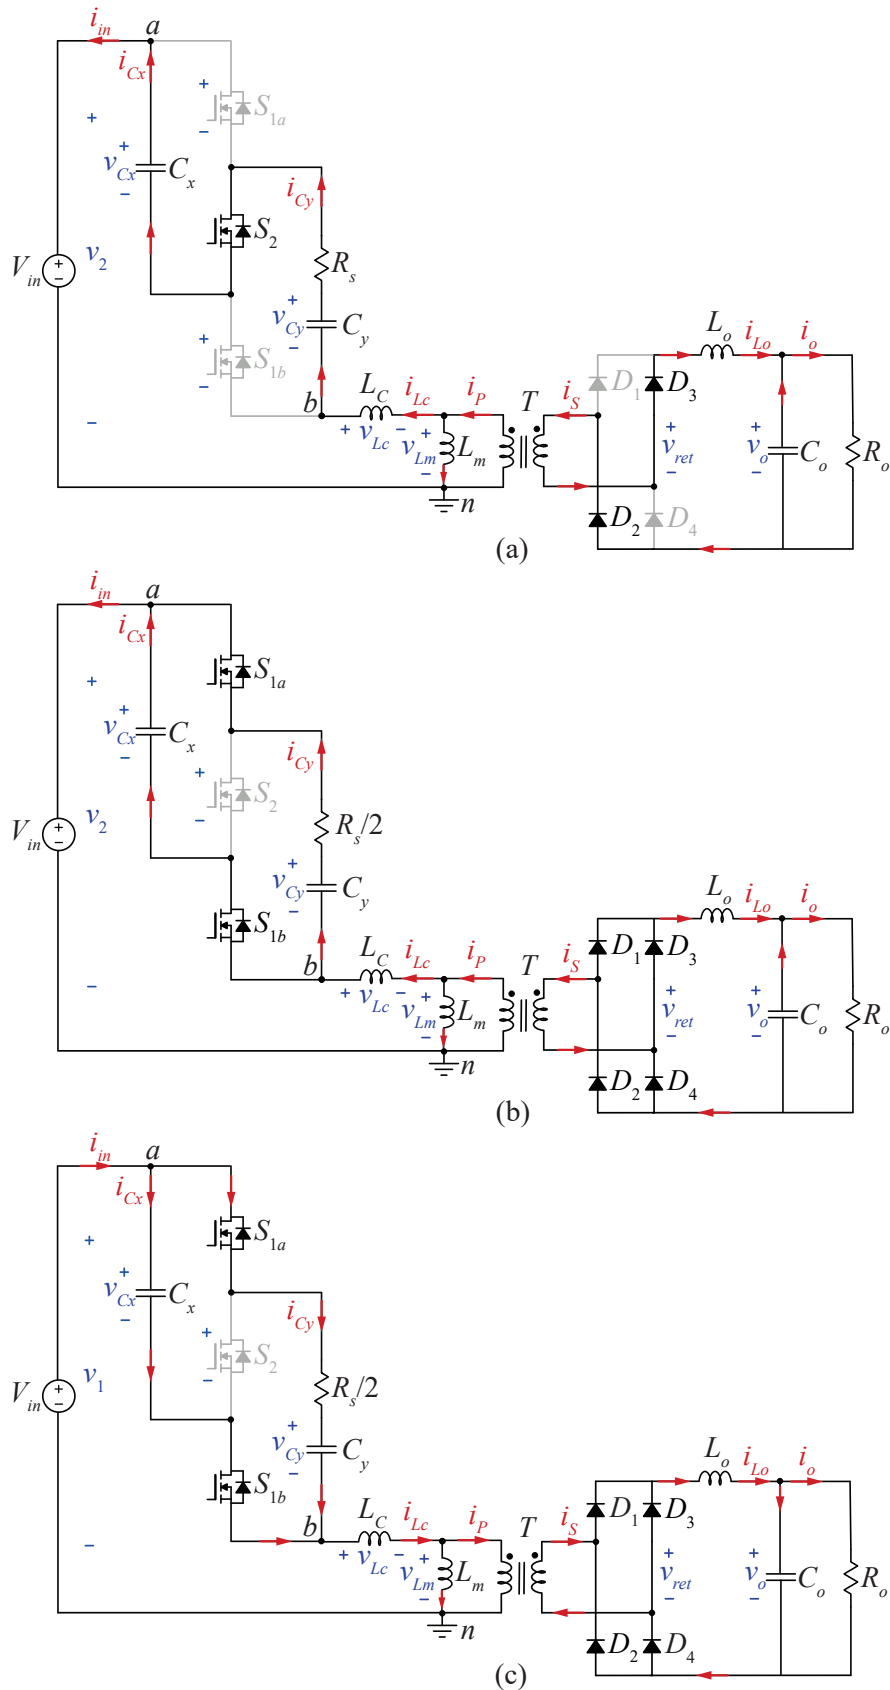 i_in a
i_Cx
+ S_1a
+ −
v_Cx + C_x
− i_Cy
V_in + − v_2 S_2 R_s
+ v_Cy + C_y
− S_1b −
− b L_C i_Lc i_P T i_S D_1 D_3 L_o i_Lo i_o
+ v_Lc − v_Lm + − L_m v_ret + − v_o + − C_o R_o
n D_2 D_4
(a)
i_in a
i_Cx
+ S_1a
v_Cx + C_x
− i_Cy
+ S_2
V_in + − v_2 − R_s/2
v_Cy + C_y
S_1b −
− b L_C i_Lc i_P T i_S D_1 D_3 L_o i_Lo i_o
+ v_Lc − v_Lm + − L_m v_ret + − v_o + − C_o R_o
n D_2 D_4
(b)
i_in a
i_Cx
+ S_1a
v_Cx + C_x
− i_Cy
+ S_2
V_in + − v_1 − R_s/2
v_Cy + C_y
S_1b −
− b L_C i_Lc i_P T i_S D_1 D_3 L_o i_Lo i_o
+ v_Lc − v_Lm + − L_m v_ret + − v_o + − C_o R_o
n D_2 D_4
(c)